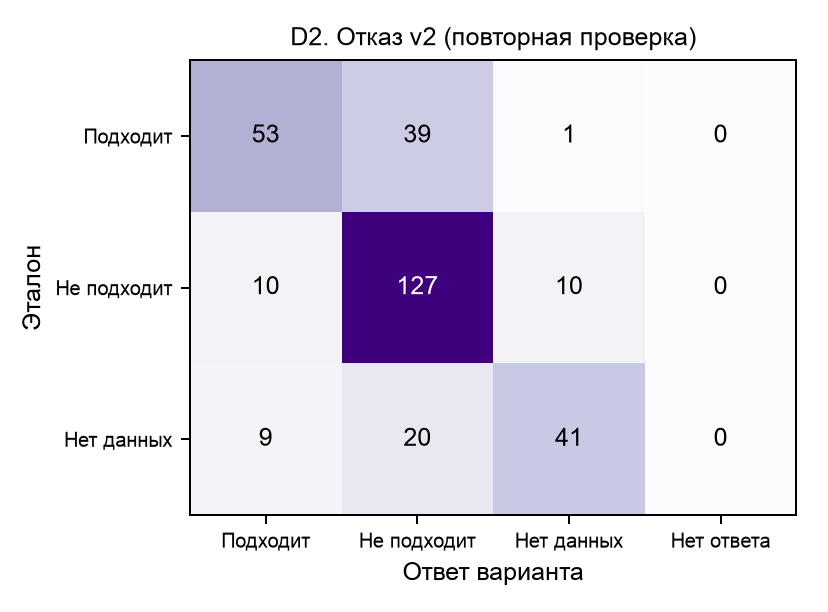 D2. Отказ v2 (повторная проверка)
Эталон
Подходит 53 39 1 0
Не подходит 10 127 10 0
Нет данных 9 20 41 0
Подходит Не подходит Нет данных Нет ответа
Ответ варианта